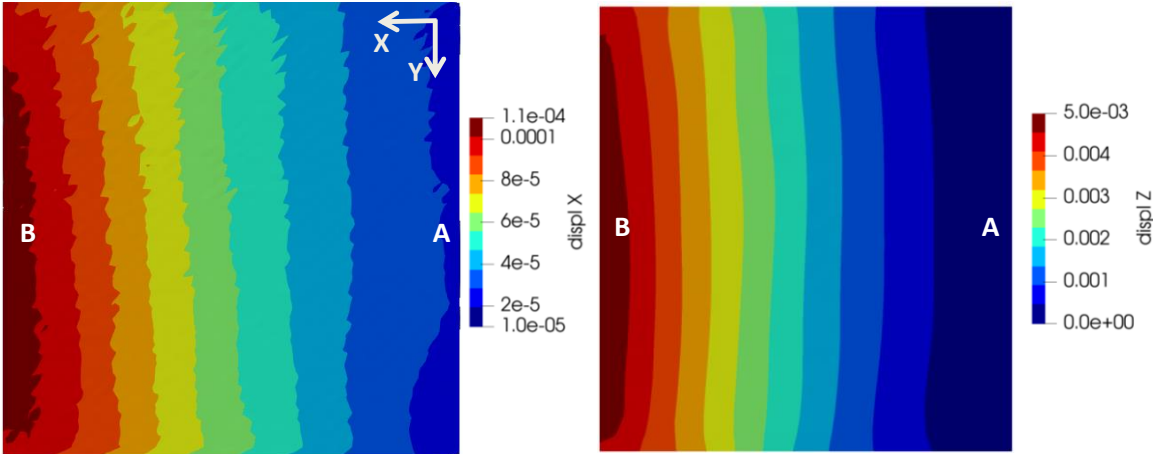 X
Y
B
A
1.1e-04
0.0001
8e-5
6e-5
4e-5
2e-5
1.0e-05
displ X
B
A
5.0e-03
0.004
0.003
0.002
0.001
0.0e+00
displ Z